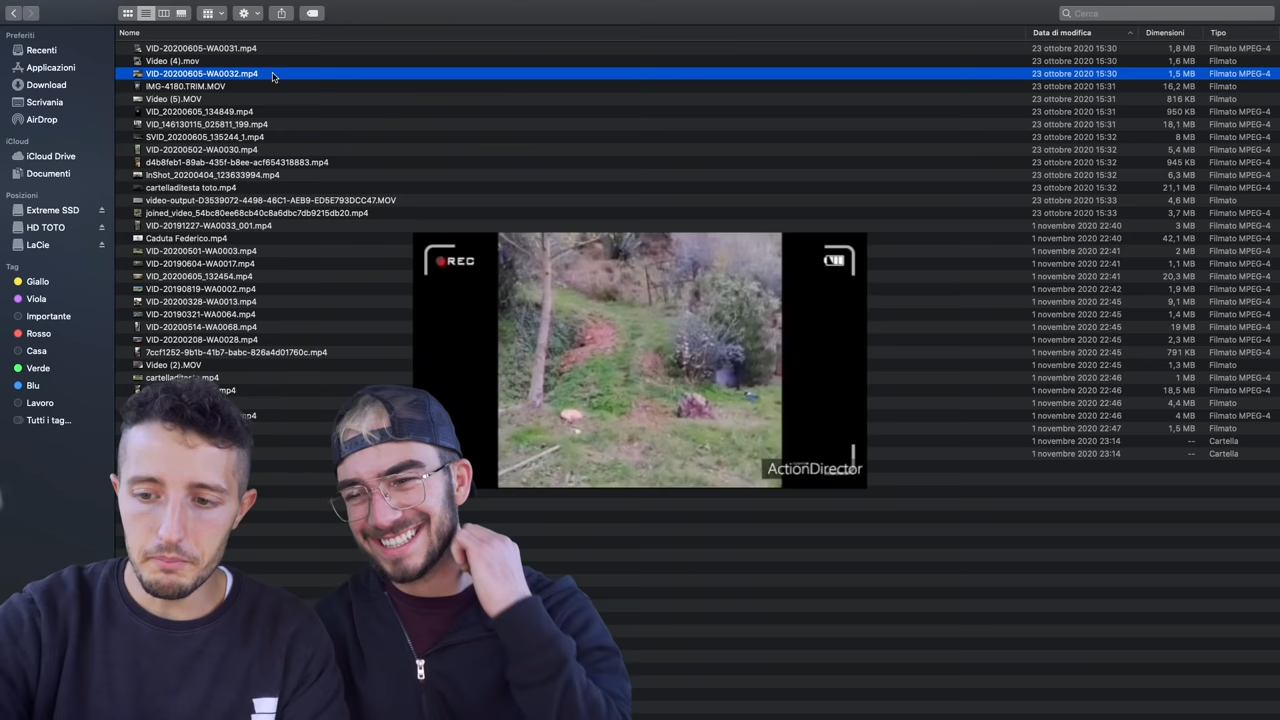 Cerca
Preferiti
Recenti
Applicazioni
Download
Scrivania
AirDrop
iCloud
iCloud Drive
Documenti
Posizioni
Extreme SSD
HD TOTO
LaCie
Tag
Giallo
Viola
Importante
Rosso
Casa
Verde
Blu
Lavoro
Tutti i tag...
Nome Data di modifica Dimensioni Tipo
VID-20200605-WA0031.mp4 23 ottobre 2020 15:30 1,8 MB Filmato MPEG-4
Video (4).mov 23 ottobre 2020 15:30 1,6 MB Filmato
VID-20200605-WA0032.mp4 23 ottobre 2020 15:30 1,5 MB Filmato MPEG-4
IMG-4180.TRIM.MOV 23 ottobre 2020 15:31 16,2 MB Filmato
Video (5).MOV 23 ottobre 2020 15:31 816 KB Filmato
VID_20200605_134849.mp4 23 ottobre 2020 15:31 950 KB Filmato MPEG-4
VID_146130115_025811_199.mp4 23 ottobre 2020 15:31 18,1 MB Filmato MPEG-4
SVID_20200605_135244_1.mp4 23 ottobre 2020 15:32 8 MB Filmato MPEG-4
VID-20200502-WA0030.mp4 23 ottobre 2020 15:32 5,4 MB Filmato MPEG-4
d4b8feb1-89ab-435f-b8ee-acf654318883.mp4 23 ottobre 2020 15:32 945 KB Filmato MPEG-4
InShot_20200404_123633994.mp4 23 ottobre 2020 15:32 6,3 MB Filmato MPEG-4
cartelladitesta toto.mp4 23 ottobre 2020 15:32 21,1 MB Filmato MPEG-4
video-output-D3539072-4498-46C1-AEB9-ED5E793DCC47.MOV 23 ottobre 2020 15:33 4,6 MB Filmato
joined_video_54bc80ee68cb40c8a6dbc7db9215db20.mp4 23 ottobre 2020 15:33 3,7 MB Filmato MPEG-4
VID-20191227-WA0033_001.mp4 1 novembre 2020 22:40 3 MB Filmato MPEG-4
Caduta Federico.mp4 1 novembre 2020 22:40 42,1 MB Filmato MPEG-4
VID-20200501-WA0003.mp4 1 novembre 2020 22:41 2 MB Filmato MPEG-4
VID-20190604-WA0017.mp4 1 novembre 2020 22:41 1,1 MB Filmato MPEG-4
VID_20200605_132454.mp4 1 novembre 2020 22:41 20,3 MB Filmato MPEG-4
VID-20190819-WA0002.mp4 1 novembre 2020 22:42 1,9 MB Filmato MPEG-4
VID-20200328-WA0013.mp4 1 novembre 2020 22:45 9,1 MB Filmato MPEG-4
VID-20190321-WA0064.mp4 1 novembre 2020 22:45 1,4 MB Filmato MPEG-4
VID-20200514-WA0068.mp4 1 novembre 2020 22:45 19 MB Filmato MPEG-4
VID-20200208-WA0028.mp4 1 novembre 2020 22:45 2,3 MB Filmato MPEG-4
7ccf1252-9b1b-41b7-babc-826a4d01760c.mp4 1 novembre 2020 22:45 791 KB Filmato MPEG-4
Video (2).MOV 1 novembre 2020 22:45 1,3 MB Filmato
1 novembre 2020 22:46 1 MB Filmato MPEG-4
1 novembre 2020 22:46 18,5 MB Filmato MPEG-4
1 novembre 2020 22:46 4,4 MB Filmato
1 novembre 2020 22:46 4 MB Filmato MPEG-4
1 novembre 2020 22:47 1,5 MB Filmato
1 novembre 2020 23:14 -- Cartella
1 novembre 2020 23:14 -- Cartella
REC
ActionDirector